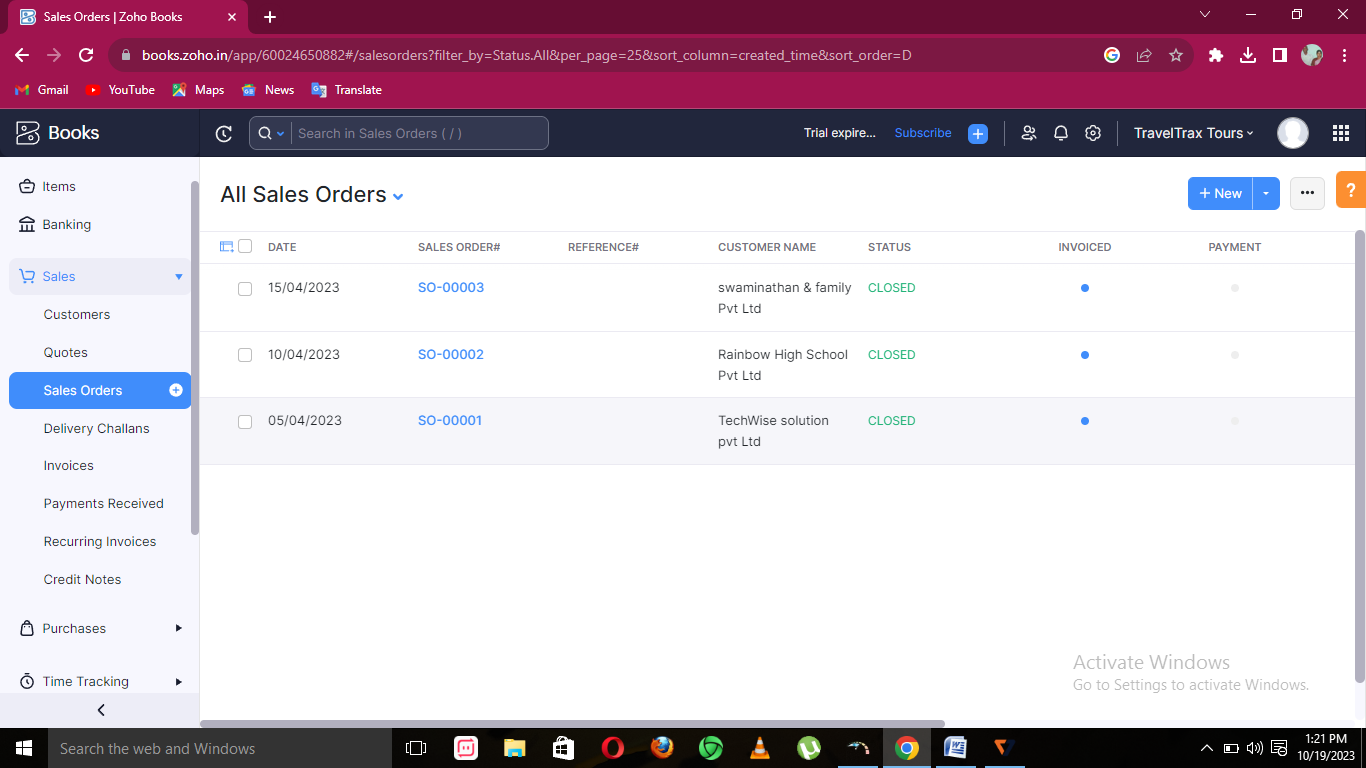 Sales Orders | Zoho Books
books.zoho.in/app/60024650882#/salesorders?filter_by=Status.All&per_page=25&sort_column=created_time&sort_order=D
Gmail YouTube Maps News Translate
Books Search in Sales Orders ( / ) Trial expire... Subscribe TravelTrax Tours
Items
Banking
Sales
Customers
Quotes
Sales Orders
Delivery Challans
Invoices
Payments Received
Recurring Invoices
Credit Notes
Purchases
Time Tracking
All Sales Orders
+ New
?
DATE SALES ORDER# REFERENCE# CUSTOMER NAME STATUS INVOICED PAYMENT
15/04/2023 SO-00003 swaminathan & family CLOSED
Pvt Ltd
10/04/2023 SO-00002 Rainbow High School CLOSED
Pvt Ltd
05/04/2023 SO-00001 TechWise solution CLOSED
pvt Ltd
Activate Windows
Go to Settings to activate Windows.
Search the web and Windows
1:21 PM
10/19/2023